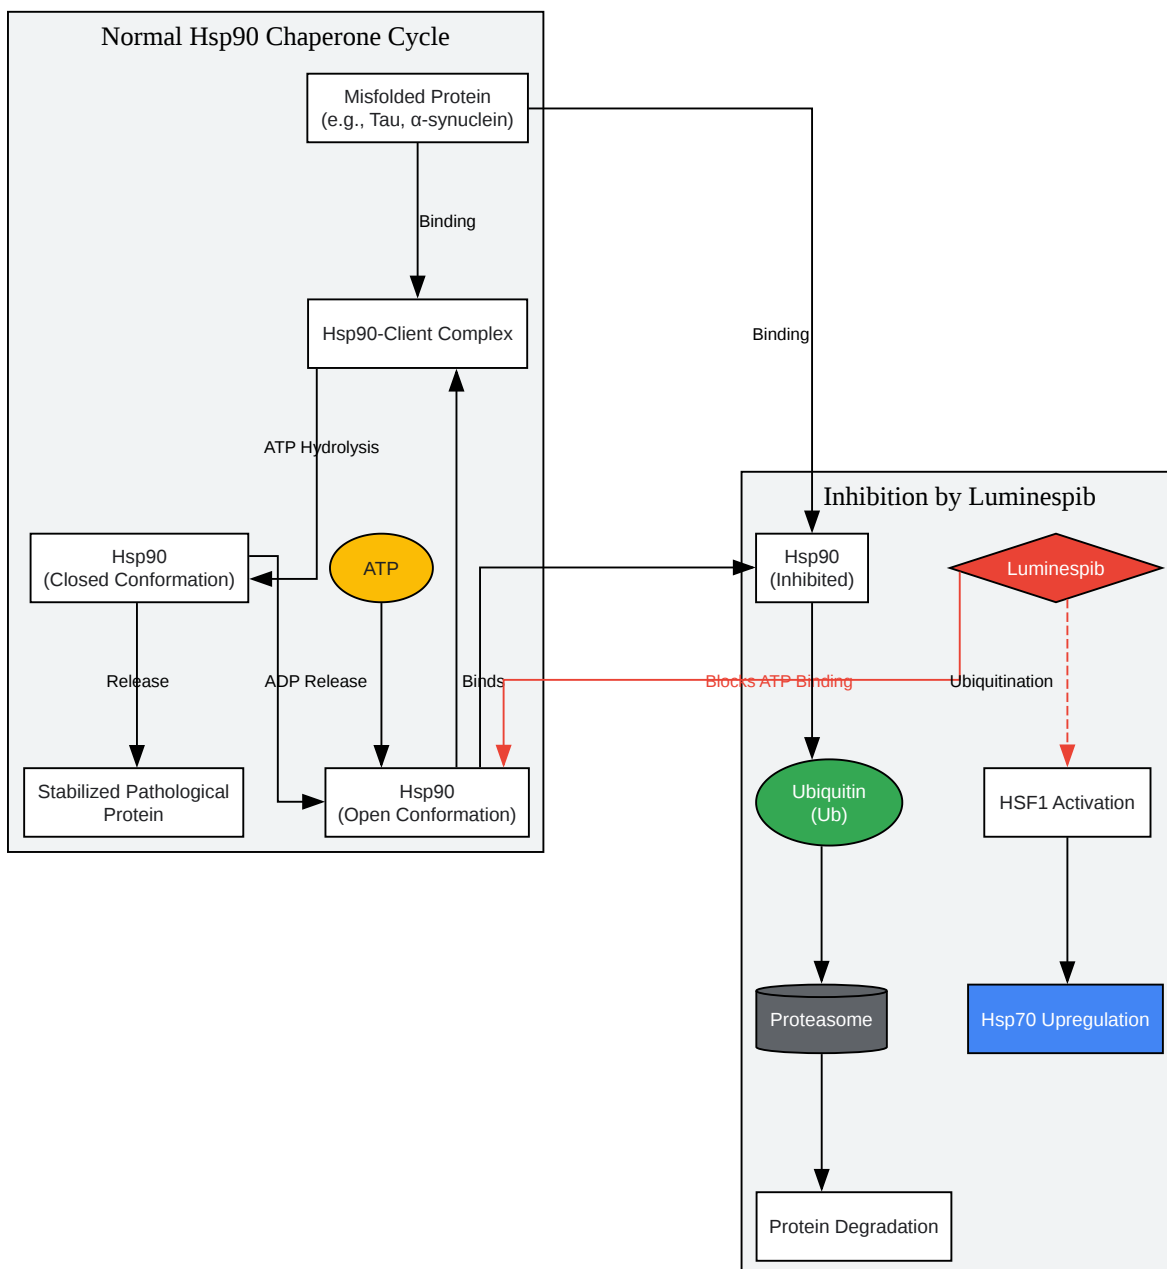 Normal Hsp90 Chaperone Cycle
Misfolded Protein
(e.g., Tau, α-synuclein)
Binding
Hsp90-Client Complex
Binding
ATP Hydrolysis
Inhibition by Luminespib
Hsp90
(Closed Conformation)
ATP
Hsp90
(Inhibited)
Luminespib
Release
ADP Release
Binds
Blocks ATP Binding
Ubiquitination
Stabilized Pathological
Protein
Hsp90
(Open Conformation)
Ubiquitin
(Ub)
HSF1 Activation
Proteasome
Hsp70 Upregulation
Protein Degradation